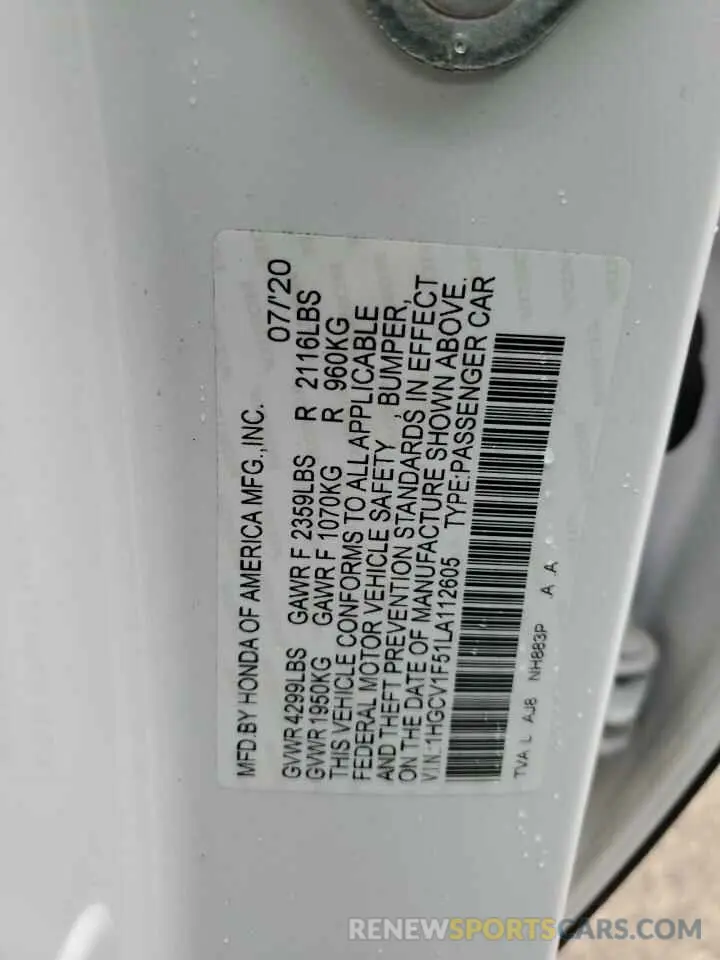 MFD.BY HONDA OF AMERICA MFG.,INC. 07/'20
GVWR 4299LBS GAWR F 2359LBS R 2116LBS
GVWR 1950KG GAWR F 1070KG R 960KG
THIS VEHICLE CONFORMS TO ALL APPLICABLE
FEDERAL MOTOR VEHICLE SAFETY , BUMPER,
AND THEFT PREVENTION STANDARDS IN EFFECT
ON THE DATE OF MANUFACTURE SHOWN ABOVE.
V.I.N.:1HGCV1F51LA112605 TYPE:PASSENGER CAR
TVA L AJ8 NH883P A A
RENEWSPORTSCARS.COM